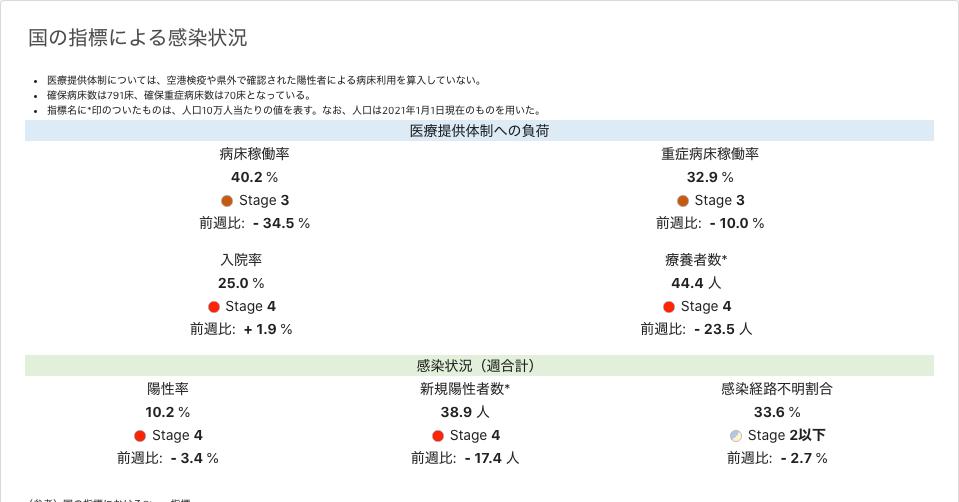 国の指標による感染状況
• 医療提供体制については、空港検疫や県外で確認された陽性者による病床利用を算入していない。
• 確保病床数は791床、確保重症病床数は70床となっている。
• 指標名に*印のついたものは、人口10万人当たりの値を表す。なお、人口は2021年1月1日現在のものを用いた。
医療提供体制への負荷
病床稼働率 重症病床稼働率
40.2 % 32.9 %
Stage 3 Stage 3
前週比: - 34.5 % 前週比: - 10.0 %
入院率 療養者数*
25.0 % 44.4 人
Stage 4 Stage 4
前週比: + 1.9 % 前週比: - 23.5 人
感染状況（週合計）
陽性率 新規陽性者数* 感染経路不明割合
10.2 % 38.9 人 33.6 %
Stage 4 Stage 4 Stage 2以下
前週比: - 3.4 % 前週比: - 17.4 人 前週比: - 2.7 %